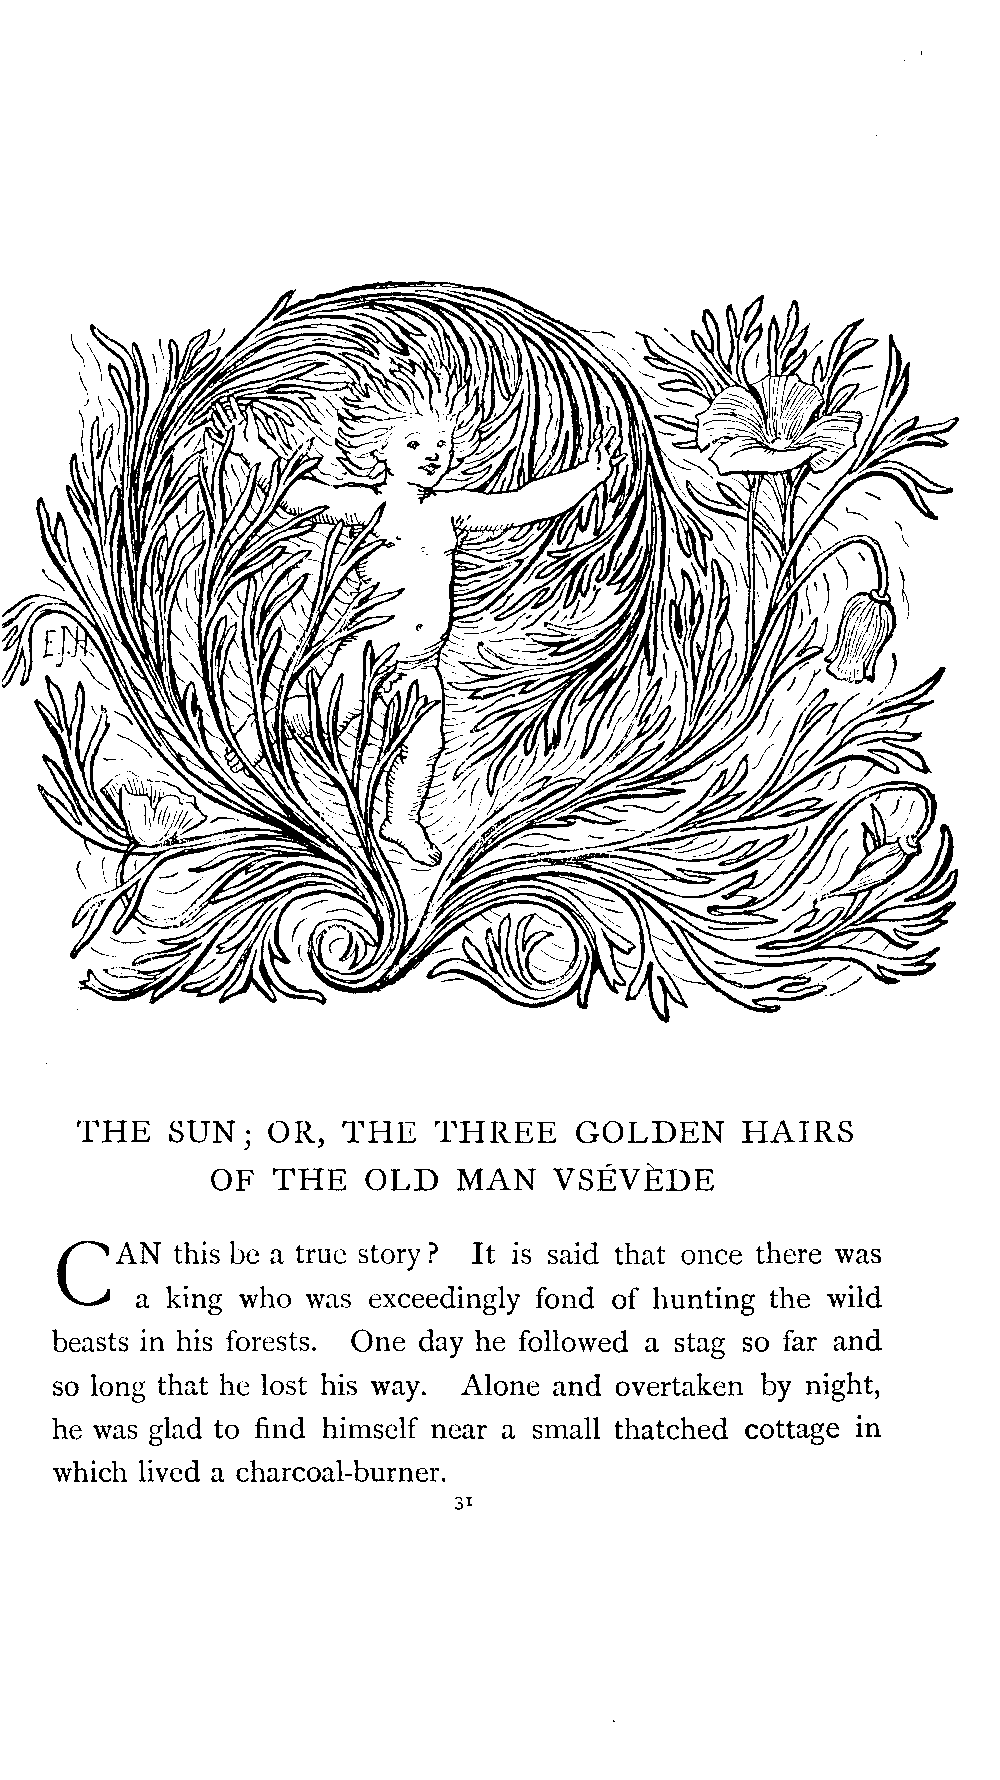 E.J.H.
THE SUN; OR, THE THREE GOLDEN HAIRS
OF THE OLD MAN VSÉVÈDE
CAN this be a true story? It is said that once there was
a king who was exceedingly fond of hunting the wild
beasts in his forests. One day he followed a stag so far and
so long that he lost his way. Alone and overtaken by night,
he was glad to find himself near a small thatched cottage in
which lived a charcoal-burner.
31